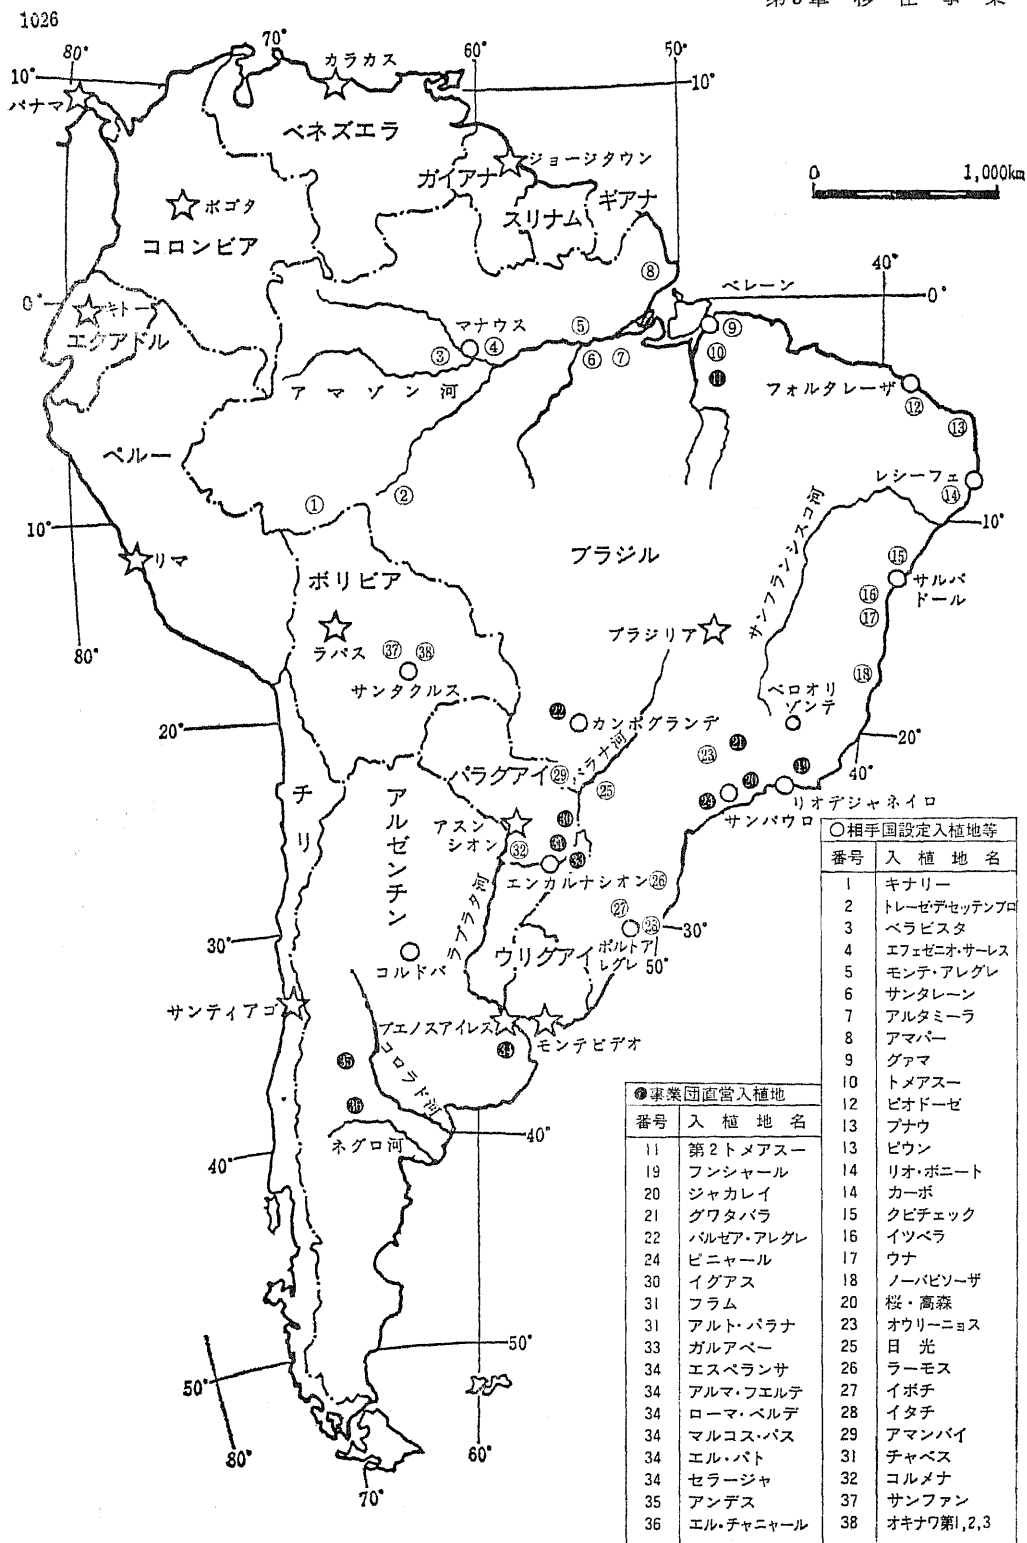 1026
70°
60°
50°
80°
カラカス
10°
10°
パナマ
ベネズエラ
ジョージタウン
0
1,000km
ガイアナ
ギアナ
スリナム
ボゴタ
コロンビア
⑧
40°
ベレーン
0°
0°
キトー
エクアドル
マナウス
③
④
⑤
⑥
⑦
⑨
⑩
⓫
アマゾン河
フォルタレーザ
⑫
⑬
ペルー
レシーフェ
⑭
①
②
10°
10°
サンフランシスコ河
ブラジル
リマ
ボリビア
⑮
サルバ
ドール
⑯
⑰
ブラジリア
ラパス
80°
㊲
㊳
サンタクルス
⑱
ベロオリ
ゾンテ
20°
㉒
カンポグランデ
㉑
㉓
20°
パラナ河
パラグアイ
㉙
㉕
⑲
40°
⑳
㉔
リオデジャネイロ
サンパウロ
チリ
アルゼンチン
アスン
シオン
㉚
㉛
㉜
㉝
エンカルナシオン
㉖
ラプラタ河
㉗
㉘
30°
30°
ポルトア
レグレ
50°
ウリグアイ
コルドバ
サンティアゴ
ブエノスアイレス
モンテビデオ
㉞
㉟
コロラド河
㊱
ネグロ河
40°
40°
50°
50°
80°
70°
60°
○相手国設定入植地等
番号 入植地名
1 キナリー
2 トレーゼ・デ・セッテンブロ
3 ベラビスタ
4 エフェゼニオ・サーレス
5 モンテ・アレグレ
6 サンタレーン
7 アルタミーラ
8 アマパー
9 グァマ
10 トメアスー
12 ピオドーゼ
13 プナウ
13 ピウン
14 リオ・ボニート
14 カーボ
15 クビチェック
16 イツベラ
17 ウナ
18 ノーバビソーザ
20 桜・高森
23 オウリーニョス
25 日光
26 ラーモス
27 イボチ
28 イタチ
29 アマンバイ
31 チャベス
32 コルメナ
37 サンファン
38 オキナワ第1,2,3
●事業団直営入植地
番号 入植地名
11 第2トメアスー
19 フンシャール
20 ジャカレイ
21 グワタパラ
22 バルゼア・アレグレ
24 ピニャール
30 イグアス
31 フラム
31 アルト・パラナ
33 ガルアペー
34 エスペランサ
34 アルマ・フエルテ
34 ローマ・ベルデ
34 マルコス・パス
34 エル・パト
34 セラージャ
35 アンデス
36 エル・チャニャール